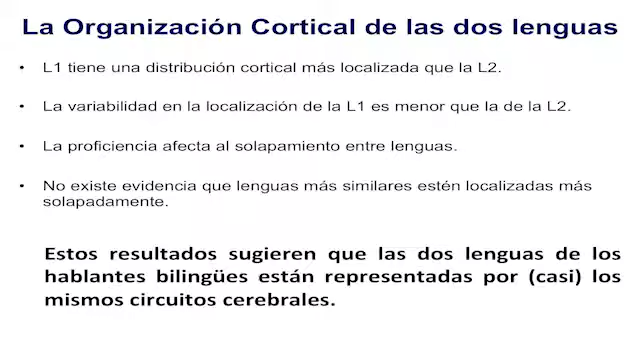 La Organización Cortical de las dos lenguas
• L1 tiene una distribución cortical más localizada que la L2.
• La variabilidad en la localización de la L1 es menor que la de la L2.
• La proficiencia afecta al solapamiento entre lenguas.
• No existe evidencia que lenguas más similares estén localizadas más
solapadamente.
Estos resultados sugieren que las dos lenguas de los
hablantes bilingües están representadas por (casi) los
mismos circuitos cerebrales.